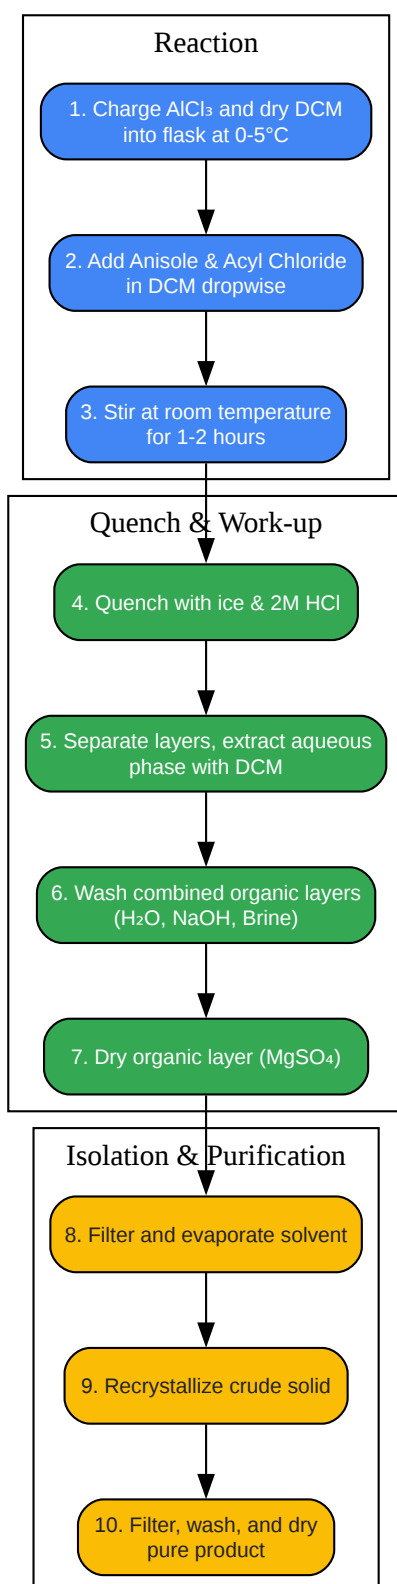 Reaction
1. Charge AlCl₃ and dry DCM
into flask at 0-5°C
2. Add Anisole & Acyl Chloride
in DCM dropwise
3. Stir at room temperature
for 1-2 hours
Quench & Work-up
4. Quench with ice & 2M HCl
5. Separate layers, extract aqueous
phase with DCM
6. Wash combined organic layers
(H₂O, NaOH, Brine)
7. Dry organic layer (MgSO₄)
Isolation & Purification
8. Filter and evaporate solvent
9. Recrystallize crude solid
10. Filter, wash, and dry
pure product